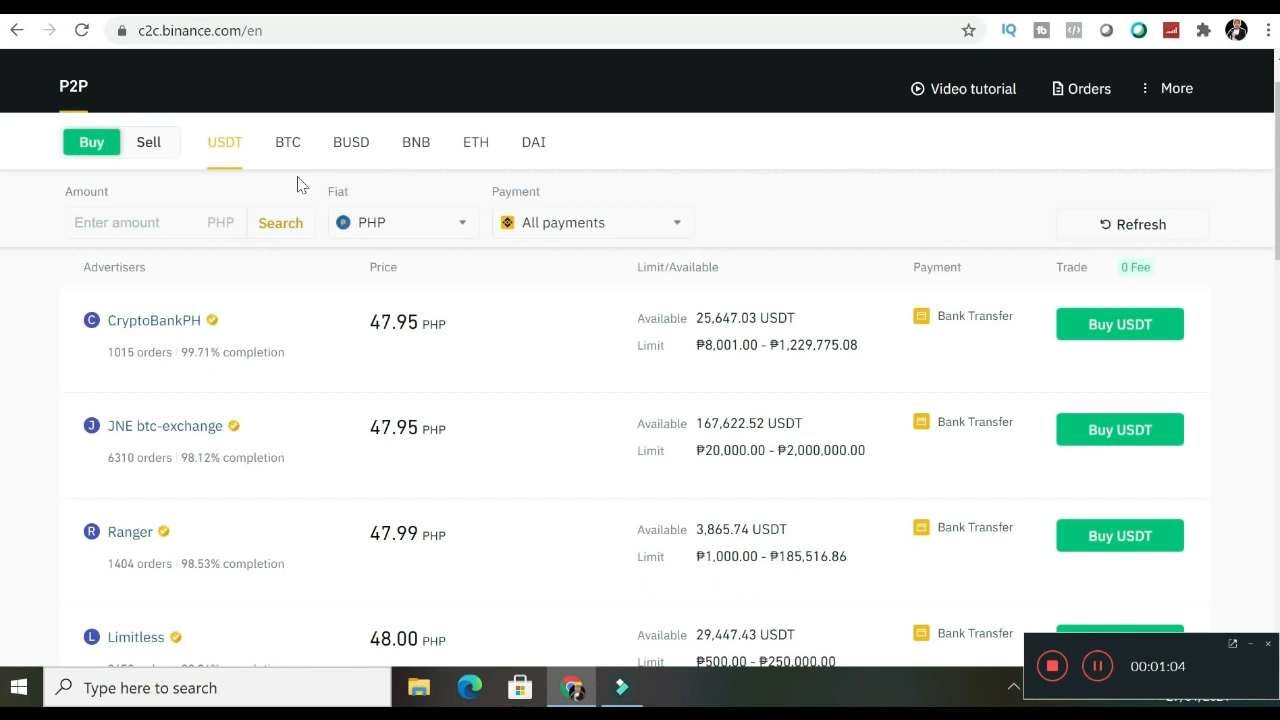 c2c.binance.com/en
P2P
Video tutorial
Orders
More
Buy
Sell
USDT
BTC
BUSD
BNB
ETH
DAI
Amount
Fiat
Payment
Enter amount
PHP
Search
PHP
All payments
Refresh
Advertisers
Price
Limit/Available
Payment
Trade
0 Fee
C
CryptoBankPH
47.95 PHP
Available 25,647.03 USDT
Bank Transfer
Buy USDT
1015 orders | 99.71% completion
Limit ₱8,001.00 - ₱1,229,775.08
J
JNE btc-exchange
47.95 PHP
Available 167,622.52 USDT
Bank Transfer
Buy USDT
6310 orders | 98.12% completion
Limit ₱20,000.00 - ₱2,000,000.00
R
Ranger
47.99 PHP
Available 3,865.74 USDT
Bank Transfer
Buy USDT
1404 orders | 98.53% completion
Limit ₱1,000.00 - ₱185,516.86
L
Limitless
48.00 PHP
Available 29,447.43 USDT
Bank Transfer
Limit ₱500.00 - ₱250,000.00
00:01:04
Type here to search